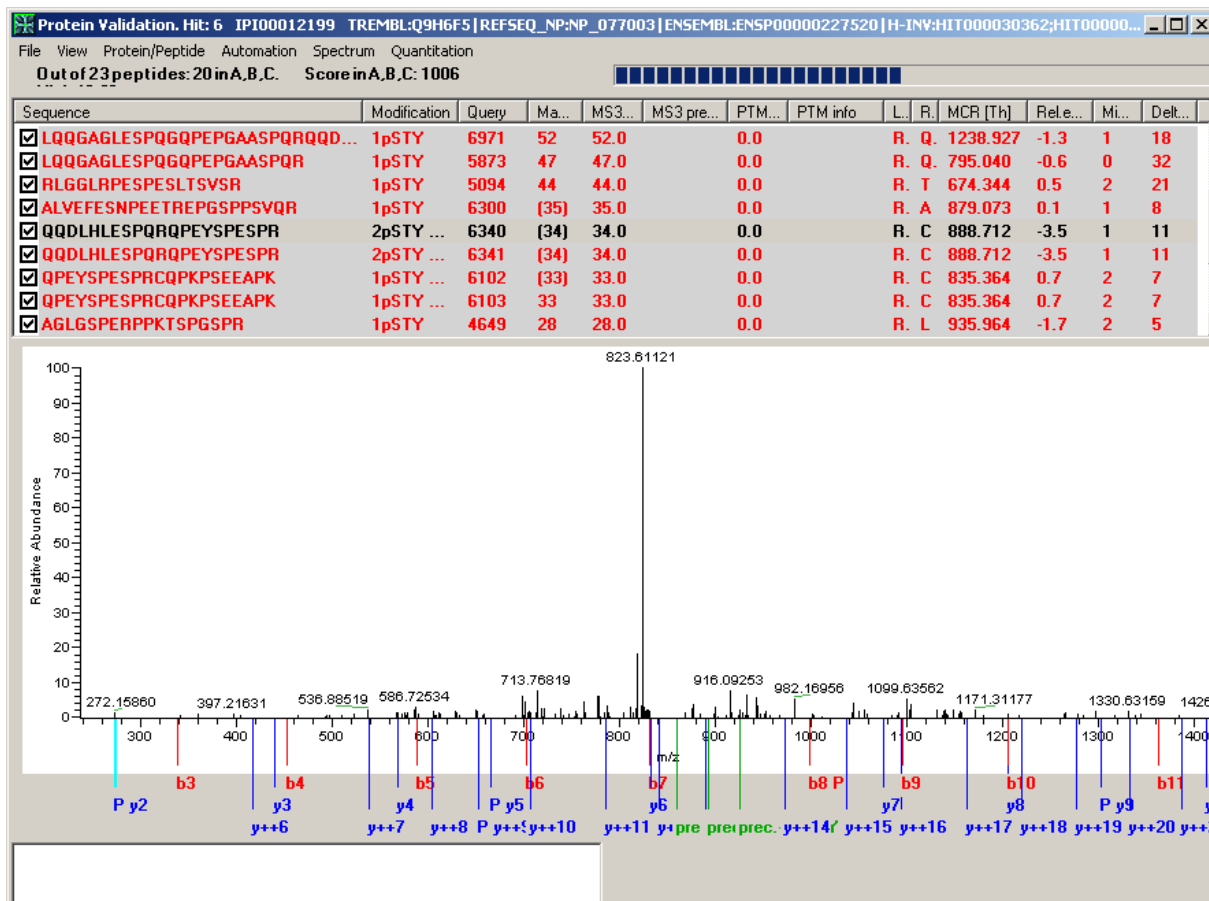 Protein Validation. Hit: 6 IPI00012199 TREMBL:Q9H6F5|REFSEQ_NP:NP_077003|ENSEMBL:ENSP00000227520|H-INV:HIT000030362;HIT00000...
File View Protein/Peptide Automation Spectrum Quantitation
Out of 23 peptides: 20 in A,B,C. Score in A,B,C: 1006
Sequence Modification Query Ma... MS3... MS3 pre... PTM... PTM info L.. R. MCR [Th] Rel.e... Mi... Delt...
LQQGAGLESPQGQPEPGAASPQRQQD... 1pSTY 6971 52 52.0 0.0 R. Q. 1238.927 -1.3 1 18
LQQGAGLESPQGQPEPGAASPQR 1pSTY 5873 47 47.0 0.0 R. Q. 795.040 -0.6 0 32
RLGGLRPESPESLTSVSR 1pSTY 5094 44 44.0 0.0 R. T 674.344 0.5 2 21
ALVEFESNPEETREPGSPPSVQR 1pSTY 6300 (35) 35.0 0.0 R. A 879.073 0.1 1 8
QQDLHLESPQRQPEYSPESPR 2pSTY ... 6340 (34) 34.0 0.0 R. C 888.712 -3.5 1 11
QQDLHLESPQRQPEYSPESPR 2pSTY ... 6341 (34) 34.0 0.0 R. C 888.712 -3.5 1 11
QPEYSPESPRCQPKPSEEAPK 1pSTY ... 6102 (33) 33.0 0.0 R. C 835.364 0.7 2 7
QPEYSPESPRCQPKPSEEAPK 1pSTY ... 6103 33 33.0 0.0 R. C 835.364 0.7 2 7
AGLGSPERPPKTSPGSPR 1pSTY 4649 28 28.0 0.0 R. L 935.964 -1.7 2 5
823.61121
100
90
80
70
60
50
40
30
20
10
0
Relative Abundance
272.15860 397.21631 536.88519 586.72534 713.76819 916.09253 982.16956 1099.63562 1171.31177 1330.63159 1426
300 400 500 600 700 800 900 1000 1100 1200 1300 1400
m/z
b3 b4 b5 b6 b7 b8 P b9 b10 b11
P y2 y3 y4 P y5 y6 y7 y8 P y9 y
y++6 y++7 y++8 P y++9 y++10 y++11 pre prec. y++14 y++15 y++16 y++17 y++18 y++19 y++20